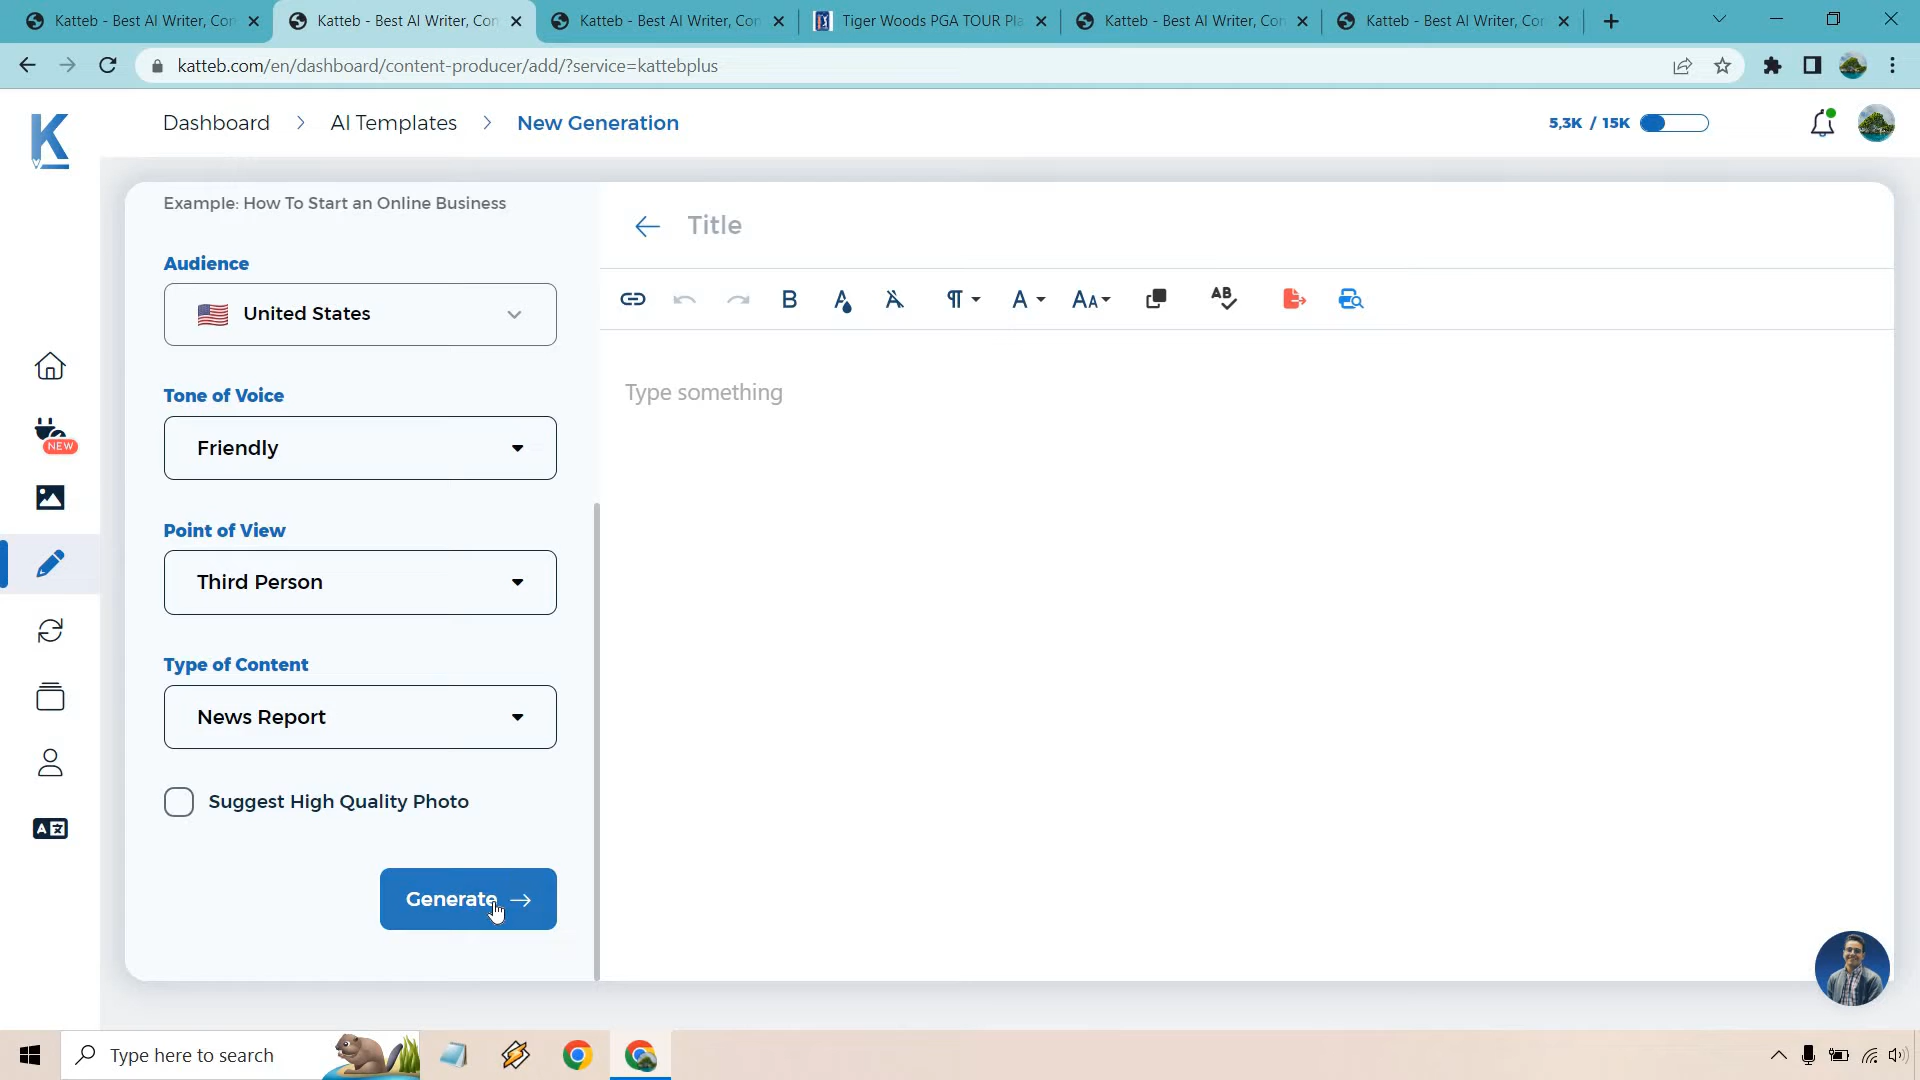 Katteb - Best AI Writer, Con
Katteb - Best AI Writer, Con
Katteb - Best AI Writer, Con
Tiger Woods PGA TOUR Pla
Katteb - Best AI Writer, Con
Katteb - Best AI Writer, Con
katteb.com/en/dashboard/content-producer/add/?service=kattebplus
K
Dashboard > AI Templates > New Generation
5,3K / 15K
Example: How To Start an Online Business
Title
Audience
United States
Type something
Tone of Voice
Friendly
NEW
Point of View
Third Person
Type of Content
News Report
Suggest High Quality Photo
Generate →
Type here to search